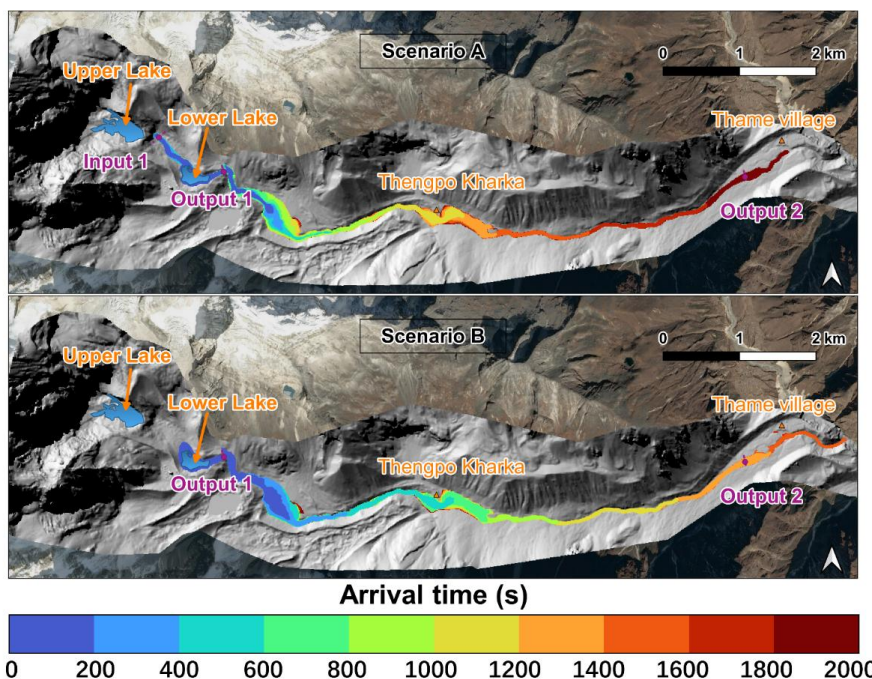 Scenario A
0 1 2 km
Upper Lake
Lower Lake
Thame village
Input 1
Thengpo Kharka
Output 1
Output 2
Scenario B
0 1 2 km
Upper Lake
Lower Lake
Thame village
Thengpo Kharka
Output 1
Output 2
Arrival time (s)
0 200 400 600 800 1000 1200 1400 1600 1800 2000